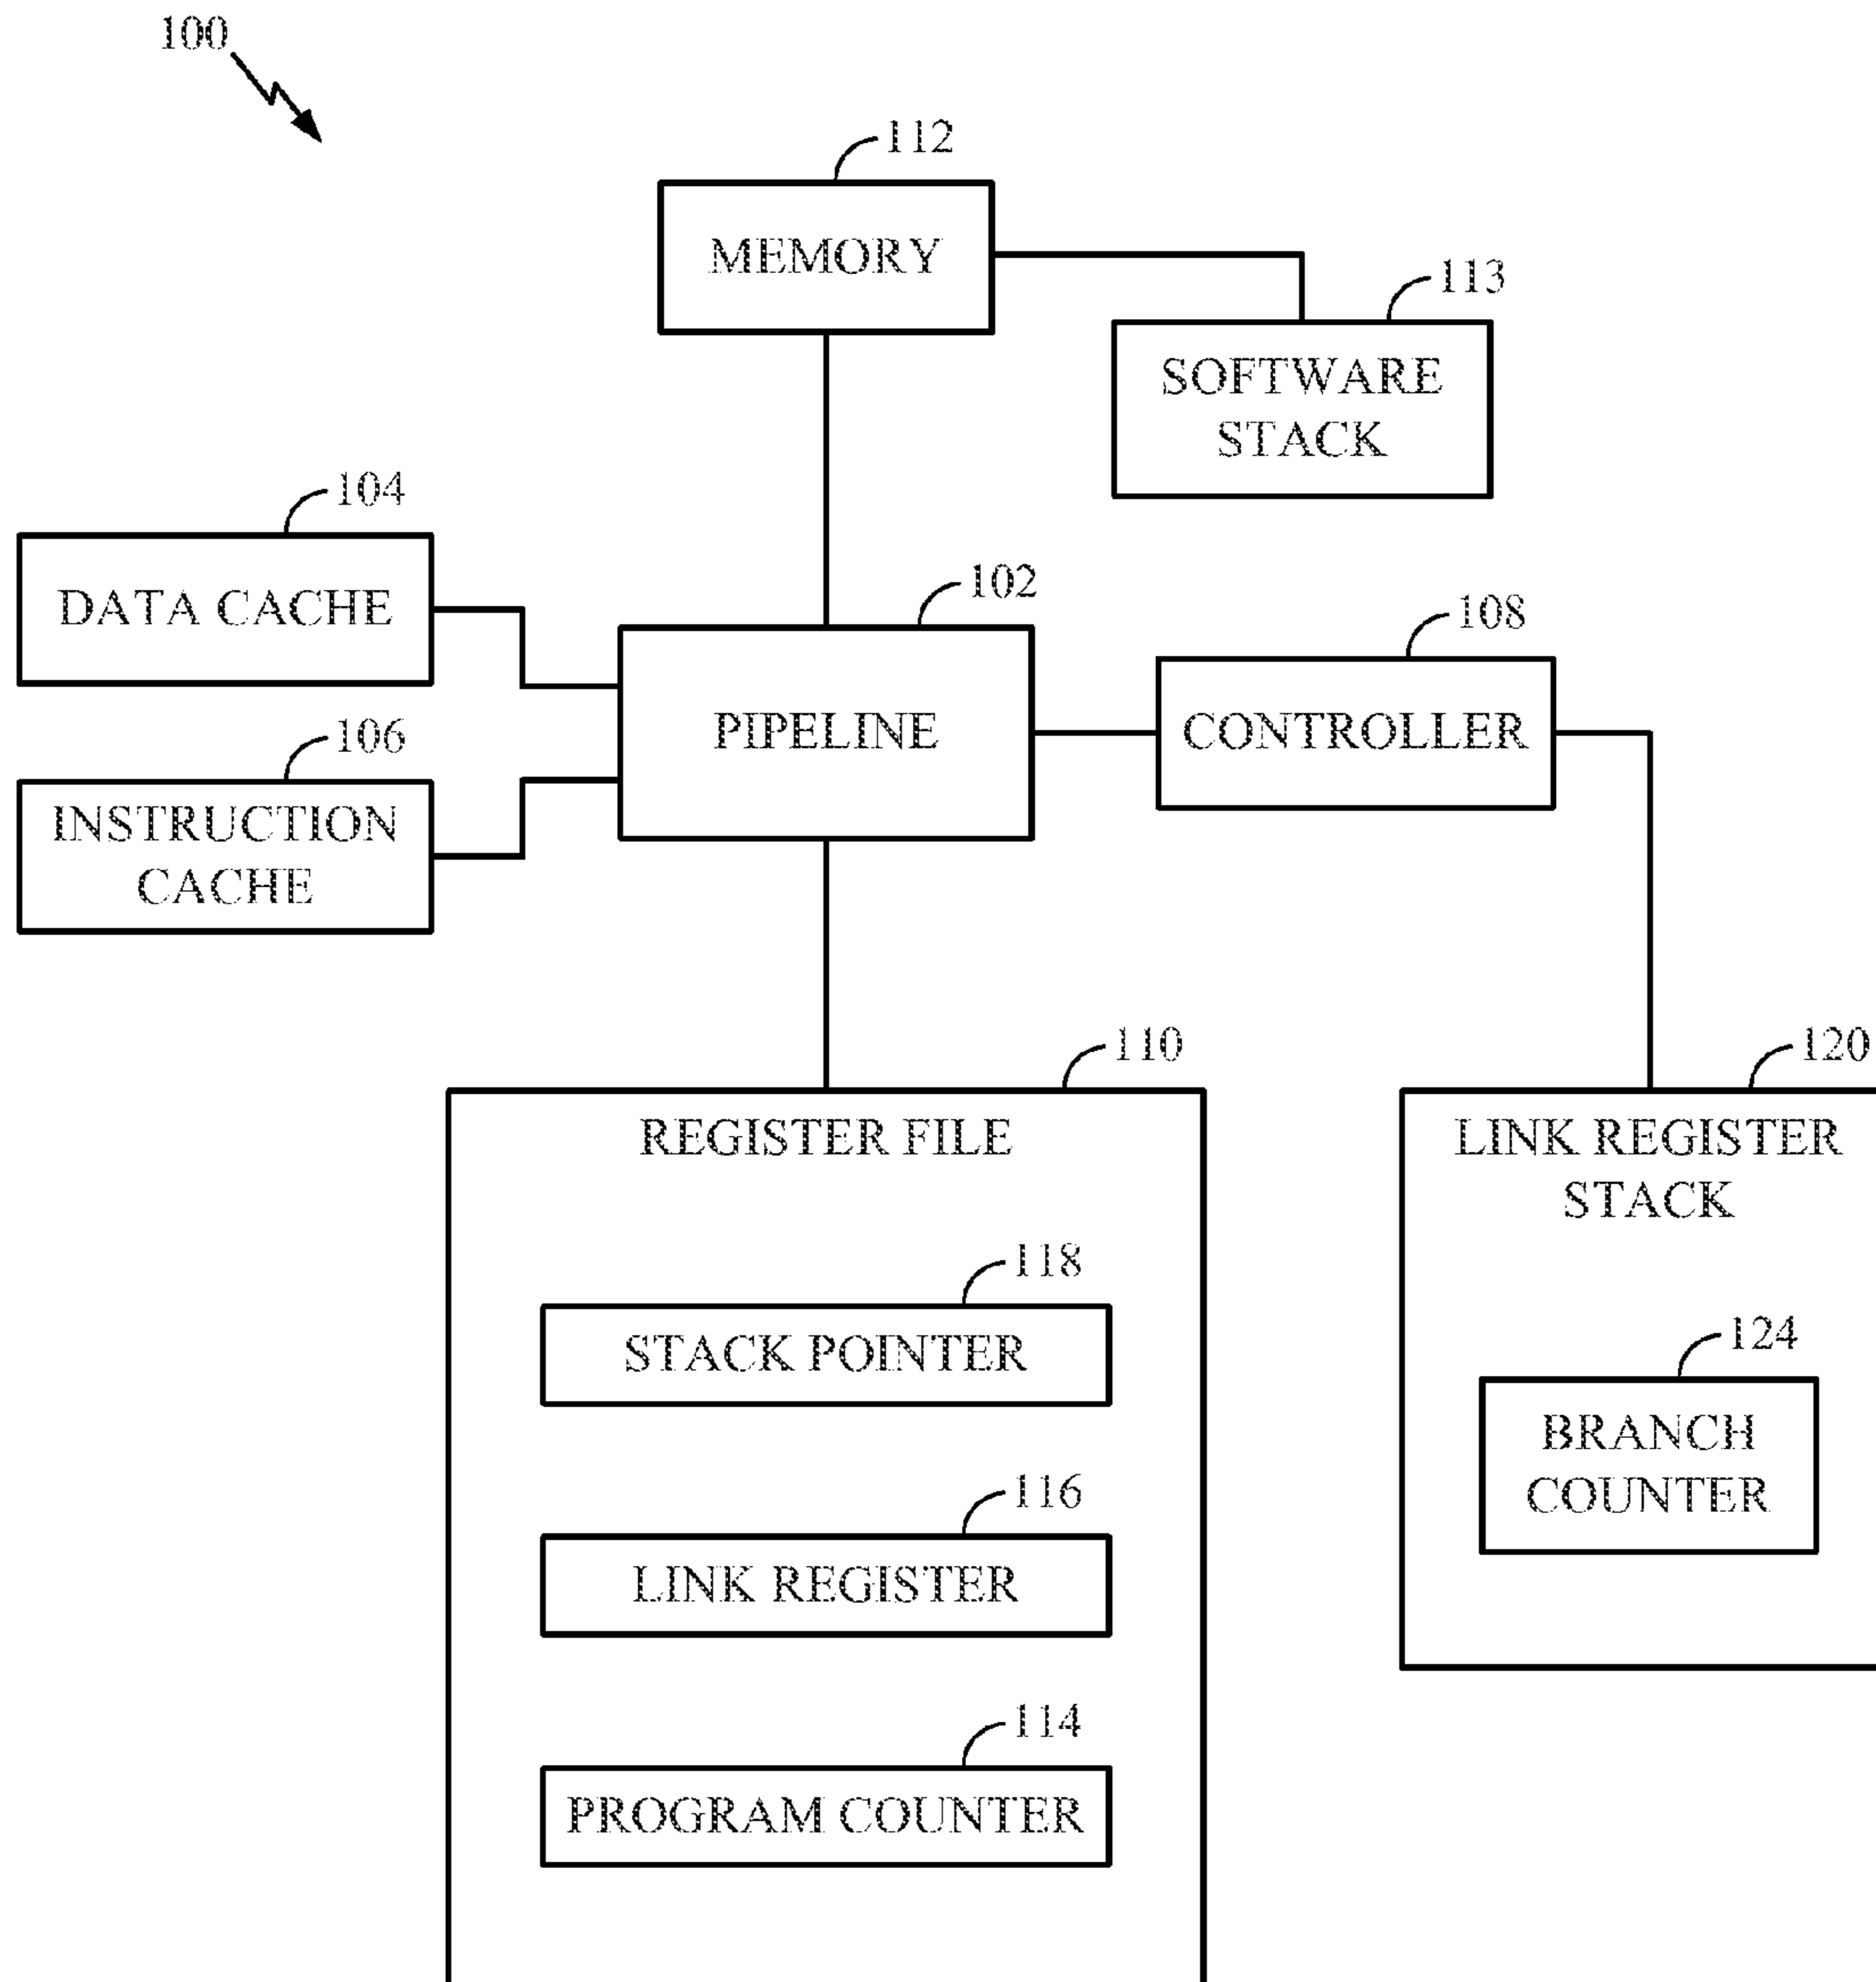 100
112
MEMORY
113
SOFTWARE
STACK
104
DATA CACHE
102
PIPELINE
108
CONTROLLER
106
INSTRUCTION
CACHE
110
REGISTER FILE
118
STACK POINTER
116
LINK REGISTER
114
PROGRAM COUNTER
120
LINK REGISTER
STACK
124
BRANCH
COUNTER